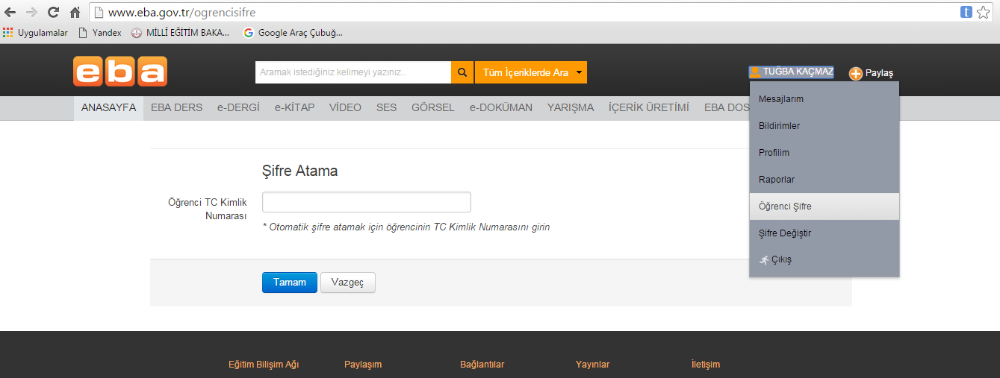 www.eba.gov.tr/ogrencisifre
t
Uygulamalar Yandex MİLLÎ EĞİTİM BAKA... Google Araç Çubuğ...
eba
Aramak istediğiniz kelimeyi yazınız.. Tüm İçeriklerde Ara TUĞBA KAÇMAZ Paylaş
ANASAYFA EBA DERS e-DERGİ e-KİTAP VİDEO SES GÖRSEL e-DOKÜMAN YARIŞMA İÇERİK ÜRETİMİ EBA DOS
Mesajlarım
Bildirimler
Profilim
Raporlar
Öğrenci Şifre
Şifre Değiştir
Çıkış
Şifre Atama
Öğrenci TC Kimlik
Numarası
* Otomatik şifre atamak için öğrencinin TC Kimlik Numarasını girin
Tamam Vazgeç
Eğitim Bilişim Ağı Paylaşım Bağlantılar Yayınlar İletişim